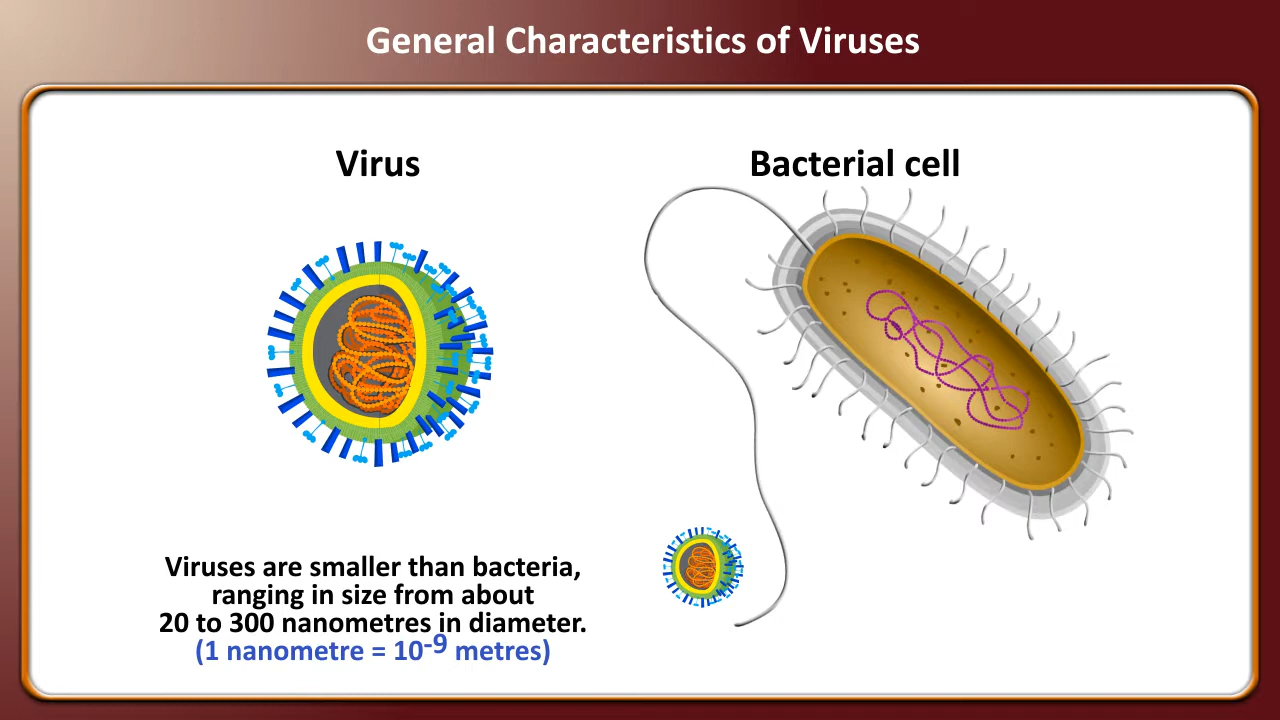 General Characteristics of Viruses
Virus
Bacterial cell
Viruses are smaller than bacteria,
ranging in size from about
20 to 300 nanometres in diameter.
(1 nanometre = 10⁻⁹ metres)